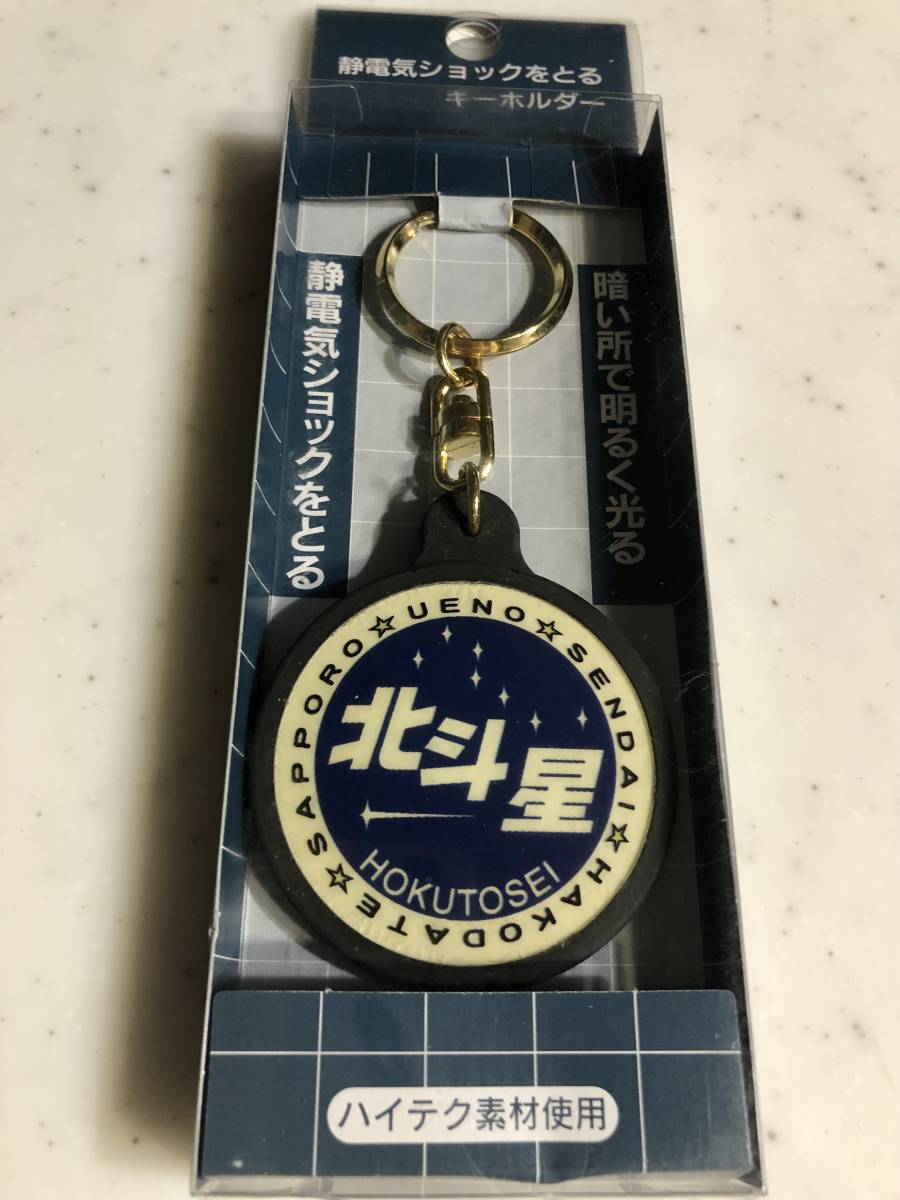 静電気ショックをとる
キーホルダー
静電気ショックをとる
暗い所で明るく光る
UENO☆SENDAI☆HAKODATE☆SAPPORO☆
北斗星
HOKUTOSEI
ハイテク素材使用